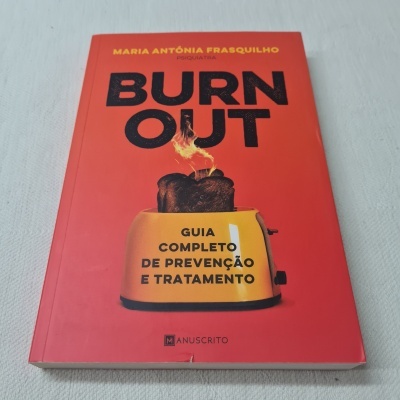 MARIA ANTÓNIA FRASQUILHO
PSIQUIATRA
BURN
OUT
GUIA
COMPLETO
DE PREVENÇÃO
E TRATAMENTO
MANUSCRITO